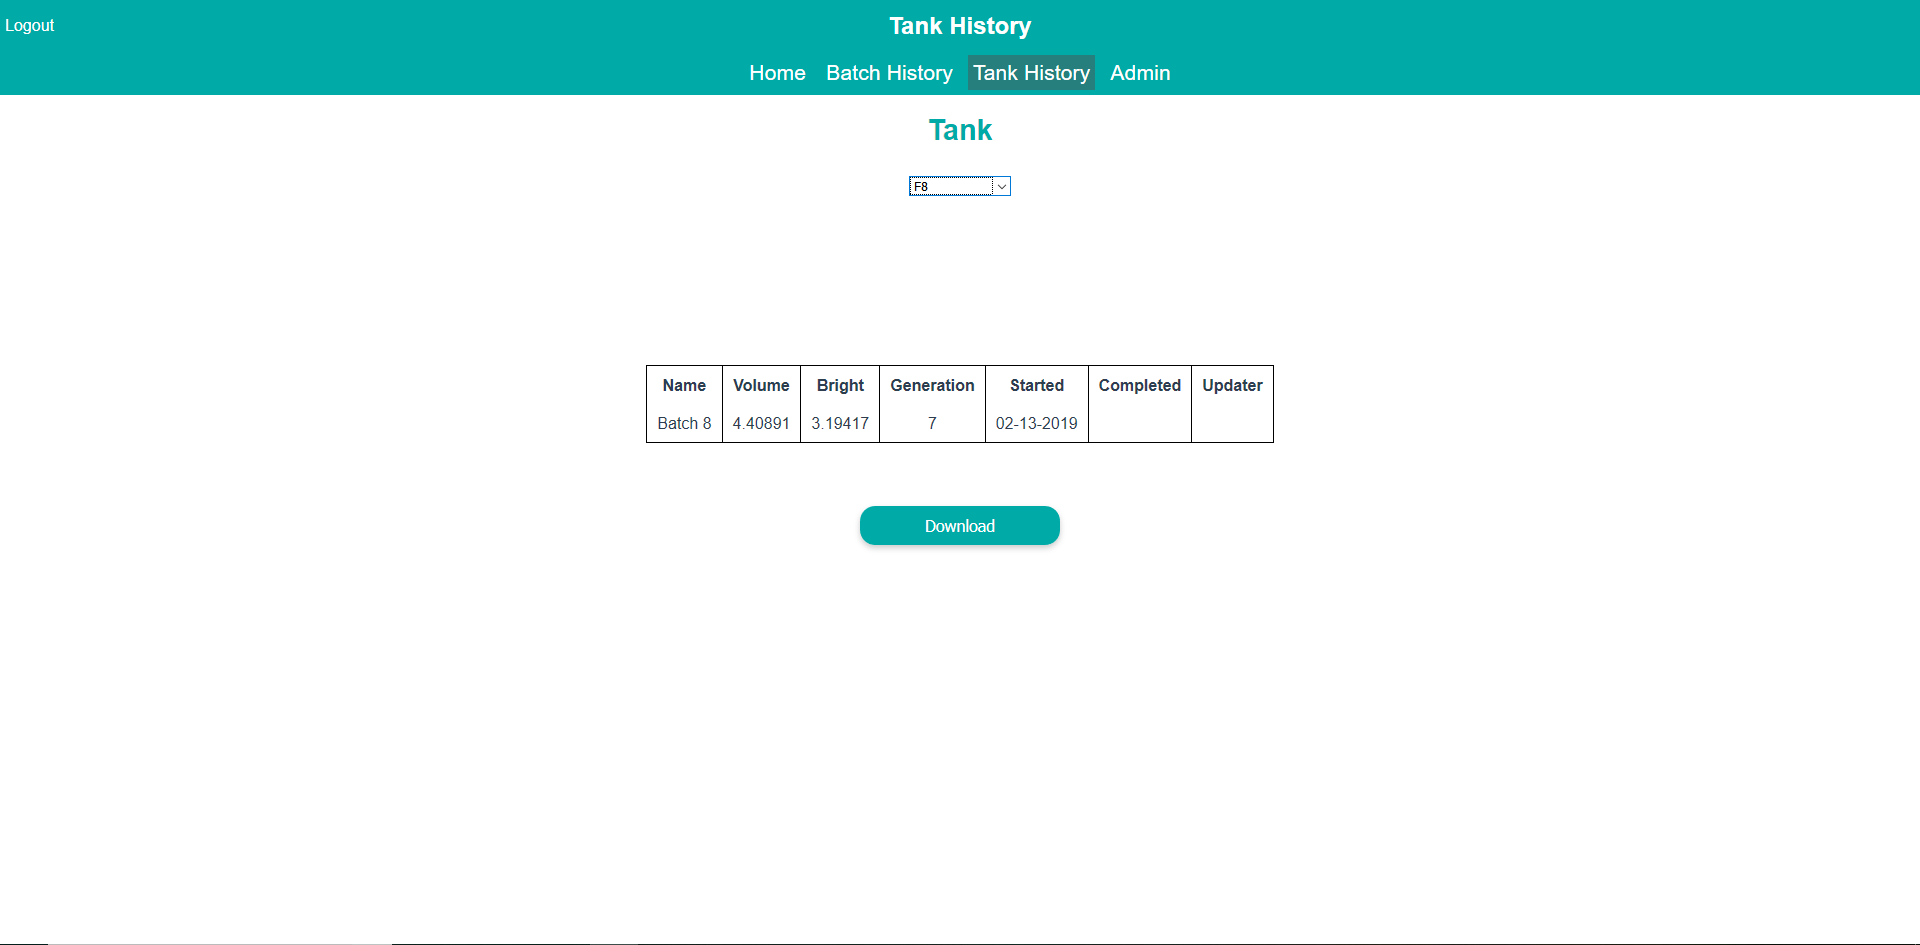 Logout
Tank History
Home Batch History Tank History Admin
Tank
F8
Name Volume Bright Generation Started Completed Updater
Batch 8 4.40891 3.19417 7 02-13-2019
Download